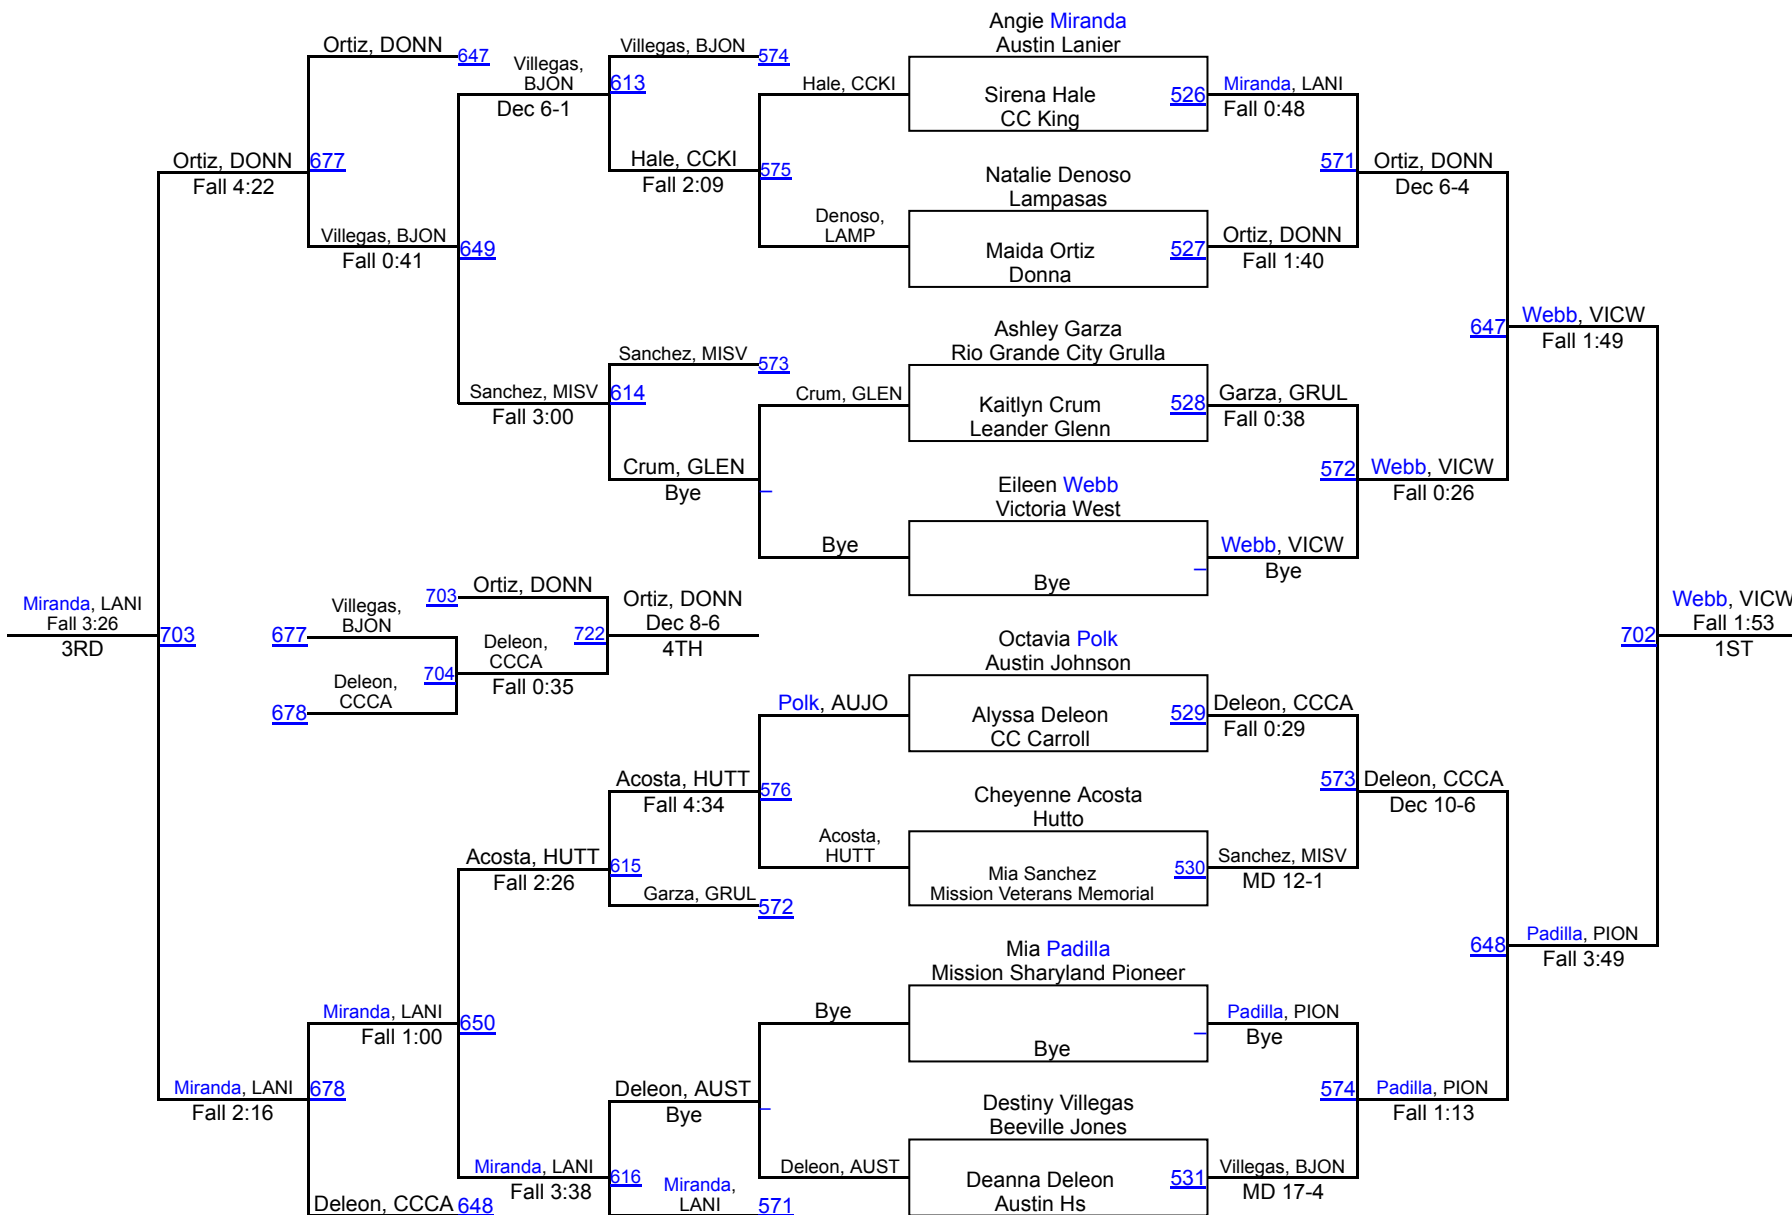 Angie Miranda
Austin Lanier
Ortiz, DONN
647
Villegas, BJON
574
Villegas,
BJON
613
Dec 6-1
Hale, CCKI
Sirena Hale
CC King
526
Miranda, LANI
Fall 0:48
Ortiz, DONN
677
Fall 4:22
Hale, CCKI
575
Fall 2:09
Natalie Denoso
Lampasas
571
Ortiz, DONN
Dec 6-4
Villegas, BJON
649
Fall 0:41
Denoso,
LAMP
Maida Ortiz
Donna
527
Ortiz, DONN
Fall 1:40
Ashley Garza
Rio Grande City Grulla
647
Webb, VICW
Fall 1:49
Sanchez, MISV
573
Sanchez, MISV
614
Fall 3:00
Crum, GLEN
Kaitlyn Crum
Leander Glenn
528
Garza, GRUL
Fall 0:38
Crum, GLEN
Bye
Eileen Webb
Victoria West
572
Webb, VICW
Fall 0:26
Bye
Bye
Webb, VICW
Bye
Miranda, LANI
Fall 3:26
3RD
703
Villegas,
BJON
677
703
Ortiz, DONN
Deleon,
CCCA
704
Fall 0:35
722
Ortiz, DONN
Dec 8-6
4TH
Deleon,
CCCA
678
Octavia Polk
Austin Johnson
702
Webb, VICW
Fall 1:53
1ST
Polk, AUJO
Alyssa Deleon
CC Carroll
529
Deleon, CCCA
Fall 0:29
Acosta, HUTT
576
Fall 4:34
Cheyenne Acosta
Hutto
573
Deleon, CCCA
Dec 10-6
Acosta, HUTT
615
Fall 2:26
Acosta,
HUTT
Mia Sanchez
Mission Veterans Memorial
530
Sanchez, MISV
MD 12-1
Garza, GRUL
572
Mia Padilla
Mission Sharyland Pioneer
648
Padilla, PION
Fall 3:49
Miranda, LANI
650
Fall 1:00
Bye
Bye
Padilla, PION
Bye
Miranda, LANI
678
Fall 2:16
Deleon, AUST
Bye
Destiny Villegas
Beeville Jones
574
Padilla, PION
Fall 1:13
Miranda, LANI
616
Fall 3:38
Deleon, AUST
Deanna Deleon
Austin Hs
531
Villegas, BJON
MD 17-4
Deleon, CCCA
648
Miranda,
LANI
571